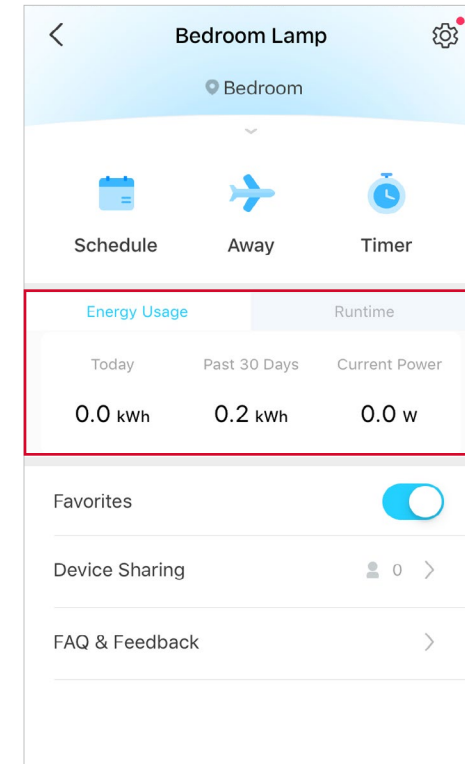 Bedroom Lamp
Bedroom
Schedule Away Timer
Energy Usage Runtime
Today Past 30 Days Current Power
0.0 kWh 0.2 kWh 0.0 W
Favorites
Device Sharing 0
FAQ & Feedback